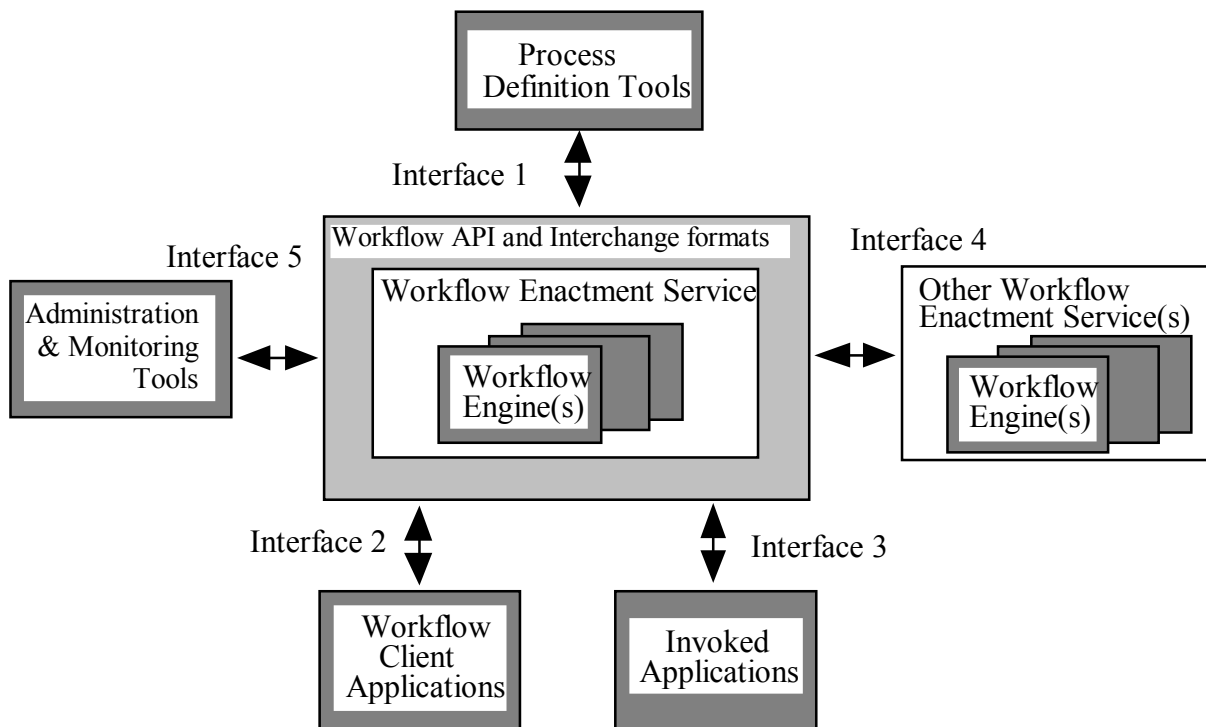 Process
Definition Tools
Interface 1
Workflow API and Interchange formats
Interface 4
Interface 5
Workflow Enactment Service
Other Workflow
Enactment Service(s)
Administration
& Monitoring
Tools
Workflow
Engine(s)
Workflow
Engine(s)
Interface 2
Interface 3
Workflow
Client
Applications
Invoked
Applications